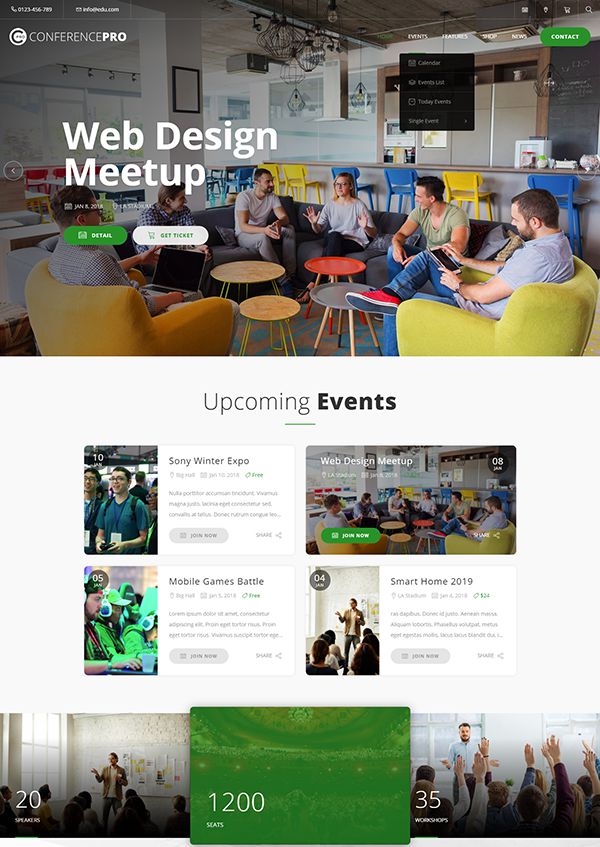 0123-456-789 info@edu.com
CONFERENCEPRO HOME EVENTS FEATURES SHOP NEWS CONTACT
Calendar
Events List
Today Events
Single Event
Web Design
Meetup
JAN 8, 2018 LA STADIUM
DETAIL GET TICKET
Upcoming Events
10
JAN
Sony Winter Expo
Big Hall Jan 10, 2018 Free
Nulla porttitor accumsan tincidunt. Vivamus
magna justo, lacinia eget consectetur sed,
convallis at tellus. Donec rutrum congue leo...
JOIN NOW SHARE
08
JAN
Web Design Meetup
LA Stadium Jan 8, 2018
JOIN NOW SHARE
05
JAN
Mobile Games Battle
Big Hall Jan 5, 2018 Free
Lorem ipsum dolor sit amet, consectetur
adipiscing elit. Proin eget tortor risus. Proin
eget tortor risus. Vivamus suscipit tortor ege...
JOIN NOW SHARE
04
JAN
Smart Home 2019
LA Stadium Jan 4, 2018 $24
ras dapibus. Donec id. Aenean massa.
Aliquam lobortis, Phasellus volutpat, metus
eget egestas mollis, lacus lacus blandit dui, i...
JOIN NOW SHARE
20
SPEAKERS
1200
SEATS
35
WORKSHOPS